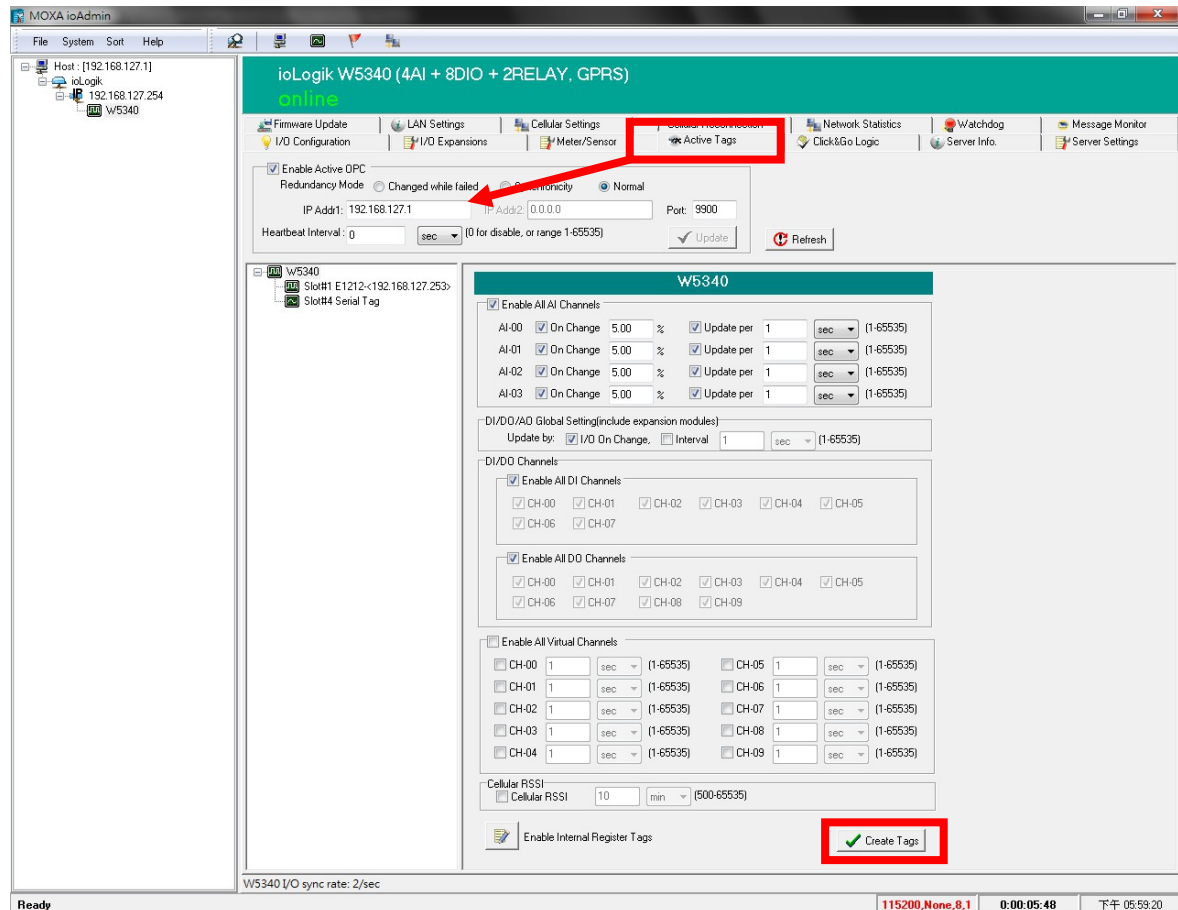 MOXA ioAdmin
File System Sort Help
Host : [192.168.127.1]
ioLogik
192.168.127.254
W5340
ioLogik W5340 (4AI + 8DIO + 2RELAY, GPRS)
online
Firmware Update LAN Settings Cellular Settings Cellular Reconnection Network Statistics Watchdog Message Monitor
I/O Configuration I/O Expansions Meter/Sensor Active Tags Click&Go Logic Server Info. Server Settings
Enable Active OPC
Redundancy Mode Changed while failed Synchronicity Normal
IP Addr1: 192.168.127.1 IP Addr2: 0.0.0.0 Port: 9900
Heartbeat Interval : 0 sec (0 for disable, or range 1-65535) Update Refresh
W5340
Slot#1 E1212-<192.168.127.253>
Slot#4 Serial Tag
W5340
Enable All AI Channels
AI-00 On Change 5.00 % Update per 1 sec (1-65535)
AI-01 On Change 5.00 % Update per 1 sec (1-65535)
AI-02 On Change 5.00 % Update per 1 sec (1-65535)
AI-03 On Change 5.00 % Update per 1 sec (1-65535)
DI/DO/AO Global Setting(include expansion modules)
Update by: I/O On Change, Interval 1 sec (1-65535)
DI/DO Channels
Enable All DI Channels
CH-00 CH-01 CH-02 CH-03 CH-04 CH-05
CH-06 CH-07
Enable All DO Channels
CH-00 CH-01 CH-02 CH-03 CH-04 CH-05
CH-06 CH-07 CH-08 CH-09
Enable All Virtual Channels
CH-00 1 sec (1-65535) CH-05 1 sec (1-65535)
CH-01 1 sec (1-65535) CH-06 1 sec (1-65535)
CH-02 1 sec (1-65535) CH-07 1 sec (1-65535)
CH-03 1 sec (1-65535) CH-08 1 sec (1-65535)
CH-04 1 sec (1-65535) CH-09 1 sec (1-65535)
Cellular RSSI
Cellular RSSI 10 min (500-65535)
Enable Internal Register Tags Create Tags
W5340 I/O sync rate: 2/sec
Ready 115200,None,8,1 0:00:05:48 下午 05:59:20